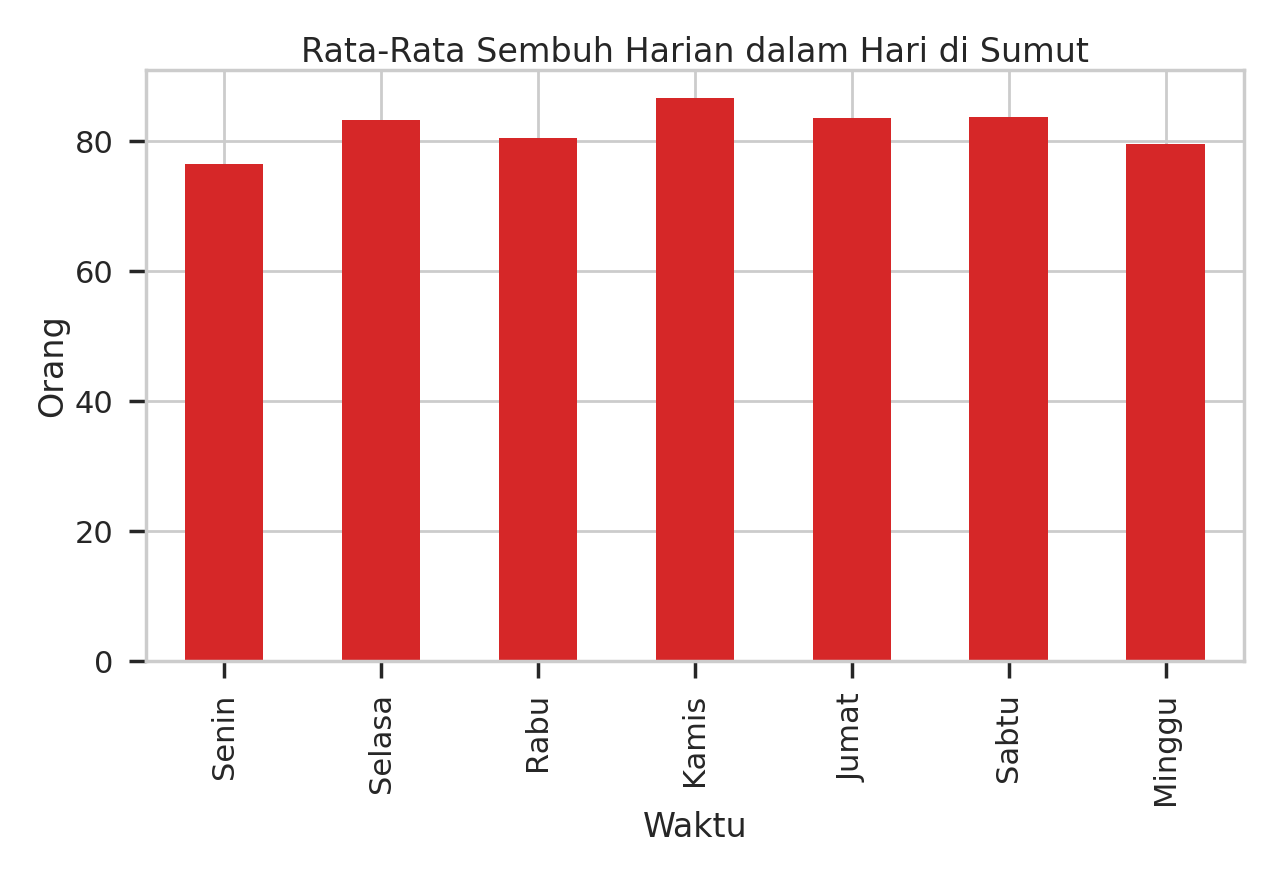 Rata-Rata Sembuh Harian dalam Hari di Sumut
Orang
80
60
40
20
0
Senin
Selasa
Rabu
Kamis
Jumat
Sabtu
Minggu
Waktu